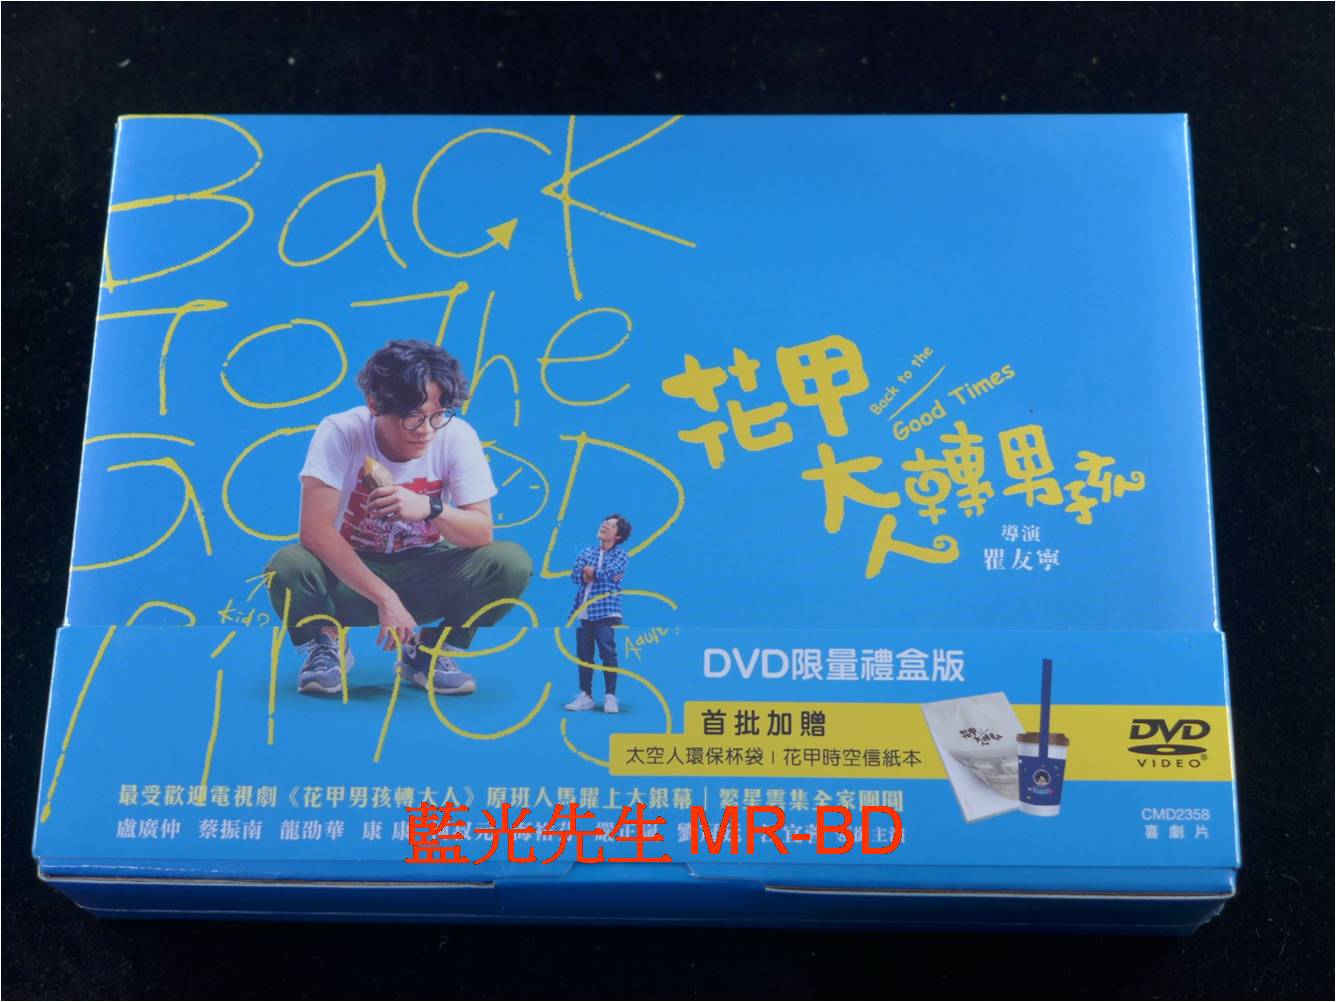 Back
To The
Good
Times
Kid?
Adult?
花甲
大人轉男孩
Back to the
Good Times
導演
瞿友寧
DVD限量禮盒版
首批加贈
太空人環保杯袋 | 花甲時空信紙本
DVD
VIDEO
最受歡迎電視劇《花甲男孩轉大人》原班人馬躍上大銀幕 | 繁星雲集全家團圓
盧廣仲 蔡振南 龍劭華 康康
主演
CMD2358
喜劇片
藍光先生 MR-BD